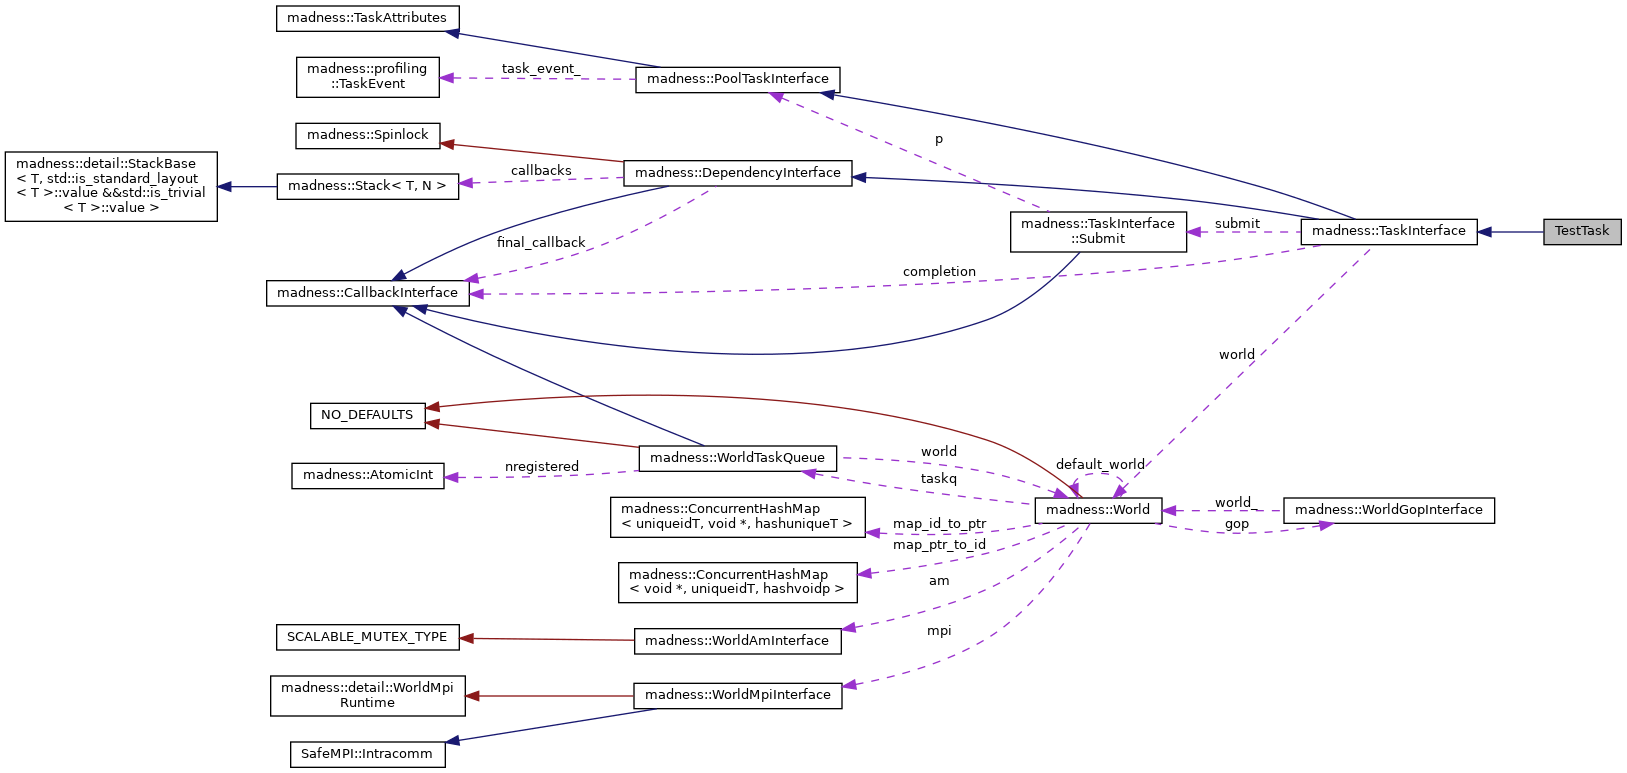 madness::TaskAttributes
madness::profiling
::TaskEvent
task_event_
madness::PoolTaskInterface
madness::Spinlock
p
madness::detail::StackBase
< T, std::is_standard_layout
< T >::value &&std::is_trivial
< T >::value >
madness::Stack< T, N >
callbacks
madness::DependencyInterface
final_callback
madness::TaskInterface
::Submit
submit
madness::TaskInterface
TestTask
completion
madness::CallbackInterface
world
NO_DEFAULTS
madness::WorldTaskQueue
world
default_world
madness::AtomicInt
nregistered
taskq
madness::ConcurrentHashMap
< uniqueidT, void *, hashuniqueT >
map_id_to_ptr
madness::World
world_
gop
madness::WorldGopInterface
map_ptr_to_id
madness::ConcurrentHashMap
< void *, uniqueidT, hashvoidp >
am
SCALABLE_MUTEX_TYPE
madness::WorldAmInterface
mpi
madness::detail::WorldMpi
Runtime
madness::WorldMpiInterface
SafeMPI::Intracomm